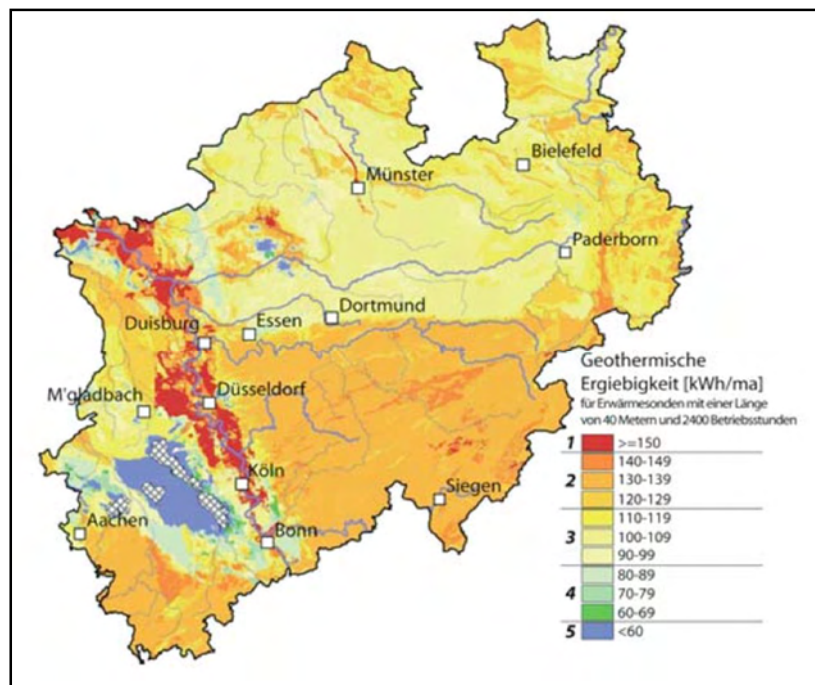 Bielefeld
Münster
Paderborn
Dortmund
Essen
Duisburg
M'gladbach
Düsseldorf
Köln
Siegen
Aachen
Bonn
Geothermische
Ergiebigkeit [kWh/ma]
für Erwärmesonden mit einer Länge
von 40 Metern und 2400 Betriebsstunden
1 >=150
140-149
2 130-139
120-129
110-119
3 100-109
90-99
80-89
4 70-79
60-69
5 <60